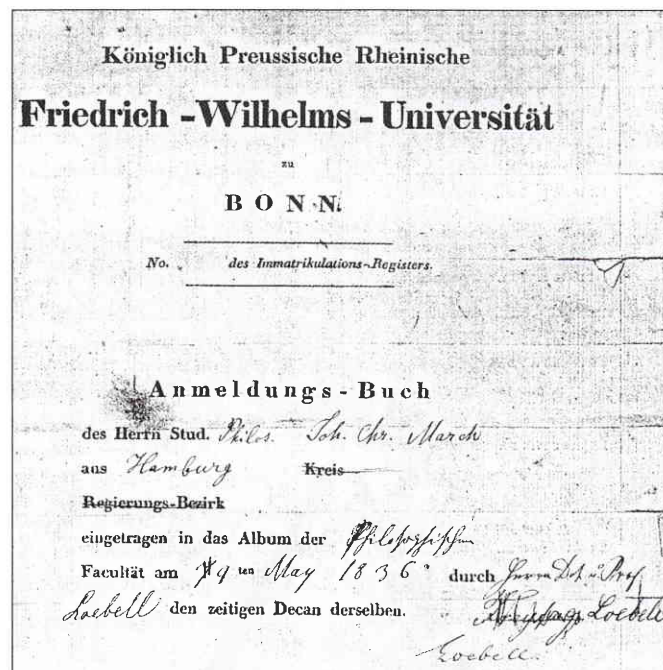 Königlich Preussische Rheinische
Friedrich - Wilhelms - Universität
zu
BONN.
No. des Immatrikulations-Registers.
Anmeldungs - Buch
des Herrn Stud. Philos. Joh. Chr. March
aus Hamburg Kreis
Regierungs-Bezirk
eingetragen in das Album der Philosophischen
Facultät am 9ten May 1836 durch Herrn Dr. u. Prof
Loebell den zeitigen Decan derselben. Loebell
Loebell.